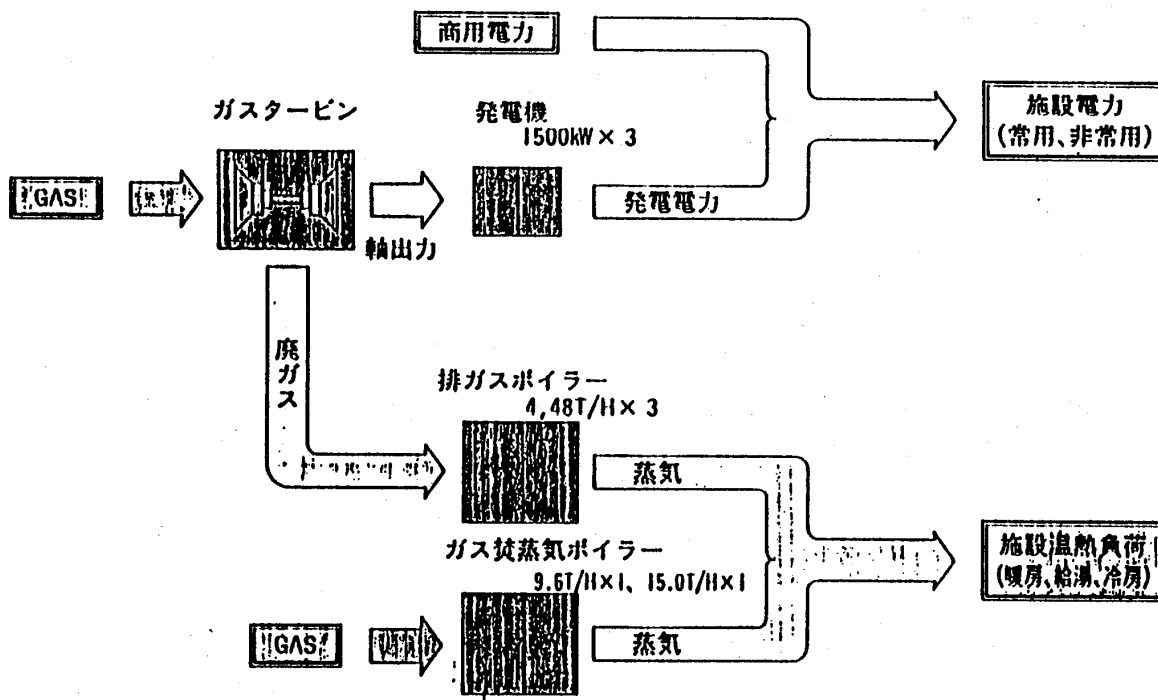 商用電力
ガスタービン
発電機
1500kW×3
施設電力
(常用、非常用)
GAS
発電電力
軸出力
廃ガス
排ガスボイラー
4,48T/H×3
蒸気
ガス焚蒸気ボイラー
9.6T/H×1、15.0T/H×1
施設温熱負荷
(暖房、給湯、冷房)
GAS
蒸気